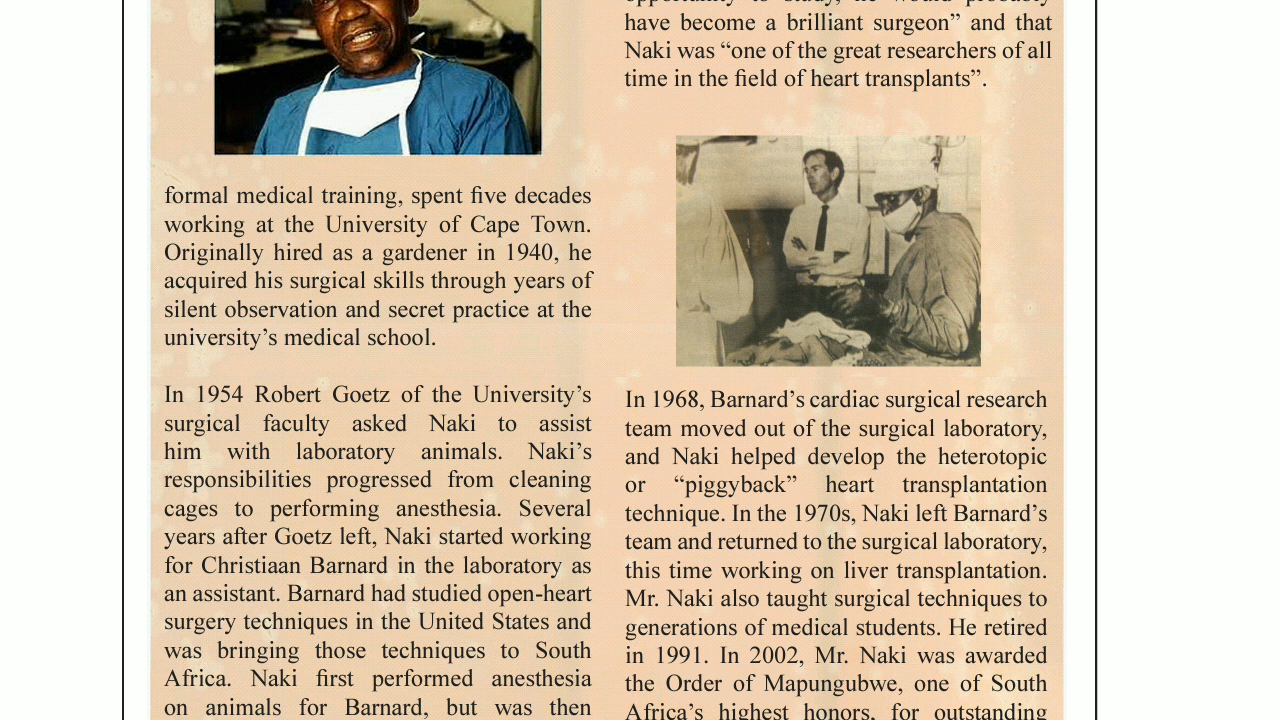 formal medical training, spent five decades
working at the University of Cape Town.
Originally hired as a gardener in 1940, he
acquired his surgical skills through years of
silent observation and secret practice at the
university’s medical school.
In 1954 Robert Goetz of the University’s
surgical faculty asked Naki to assist
him with laboratory animals. Naki’s
responsibilities progressed from cleaning
cages to performing anesthesia. Several
years after Goetz left, Naki started working
for Christiaan Barnard in the laboratory as
an assistant. Barnard had studied open-heart
surgery techniques in the United States and
was bringing those techniques to South
Africa. Naki first performed anesthesia
on animals for Barnard, but was then
opportunity to study, he would probably
have become a brilliant surgeon” and that
Naki was “one of the great researchers of all
time in the field of heart transplants”.
In 1968, Barnard’s cardiac surgical research
team moved out of the surgical laboratory,
and Naki helped develop the heterotopic
or “piggyback” heart transplantation
technique. In the 1970s, Naki left Barnard’s
team and returned to the surgical laboratory,
this time working on liver transplantation.
Mr. Naki also taught surgical techniques to
generations of medical students. He retired
in 1991. In 2002, Mr. Naki was awarded
the Order of Mapungubwe, one of South
Africa’s highest honors, for outstanding